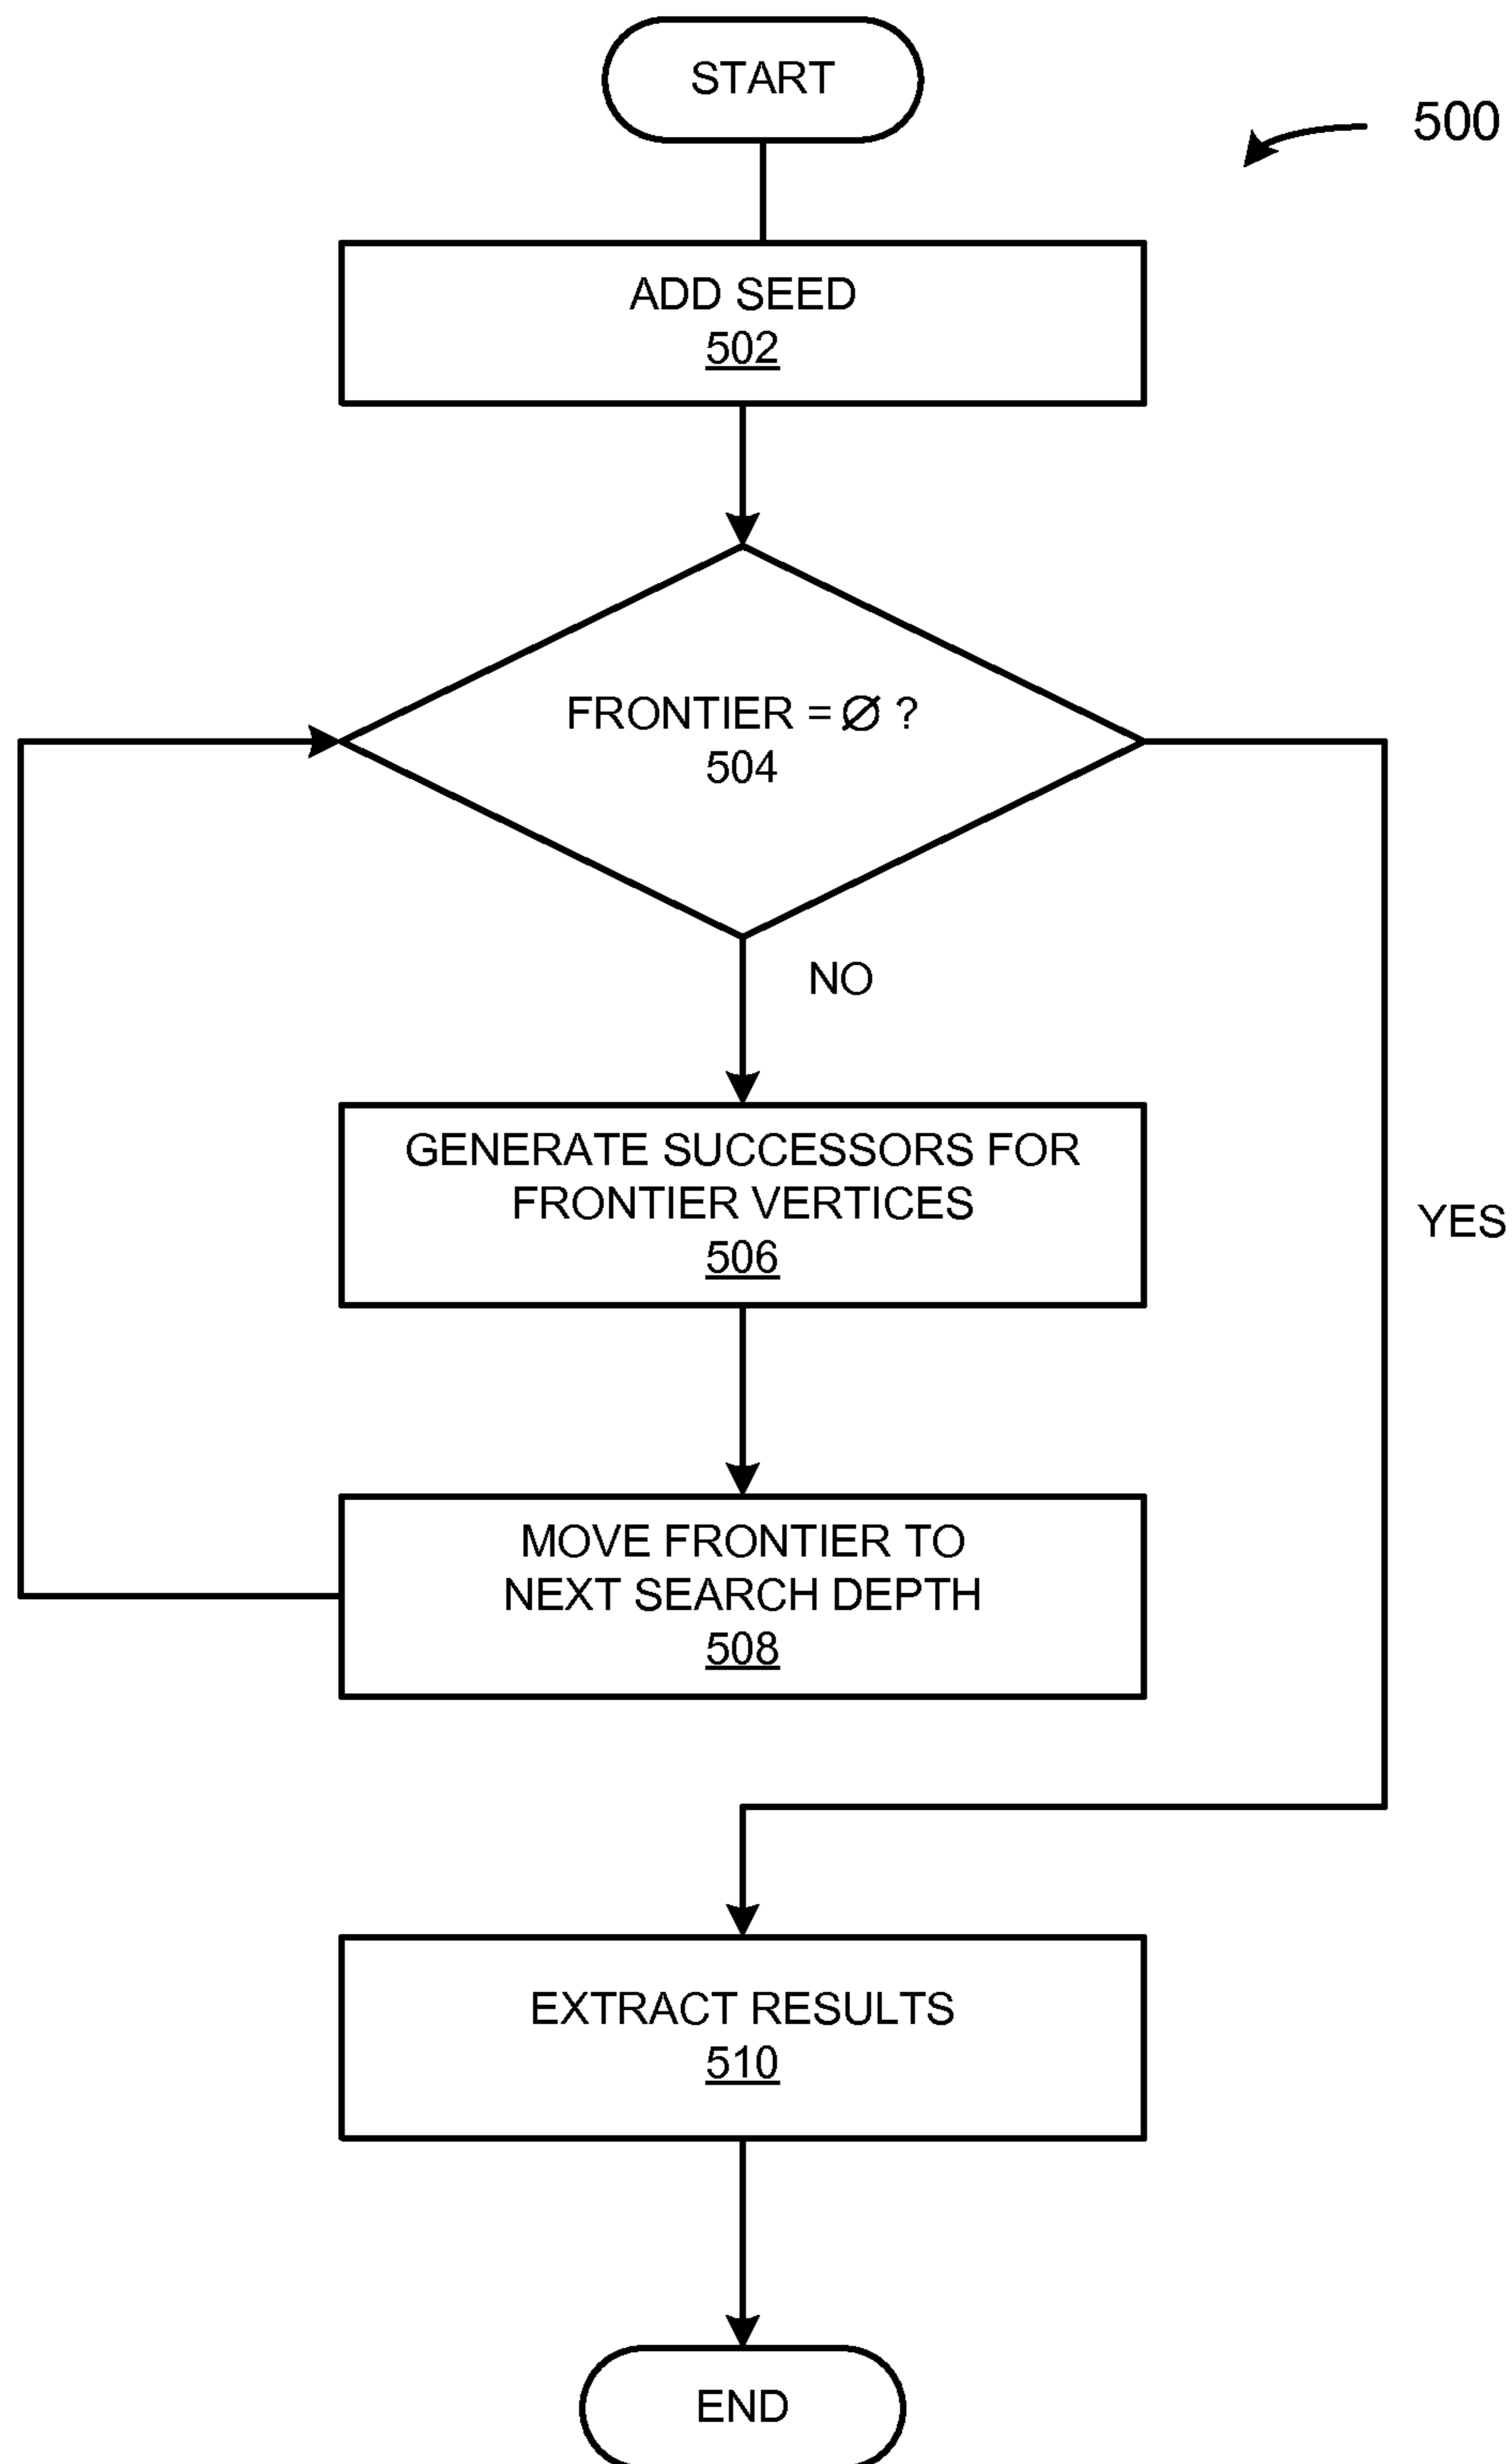 START
500
ADD SEED
502
FRONTIER = ∅ ?
504
NO
GENERATE SUCCESSORS FOR
FRONTIER VERTICES
506
YES
MOVE FRONTIER TO
NEXT SEARCH DEPTH
508
EXTRACT RESULTS
510
END